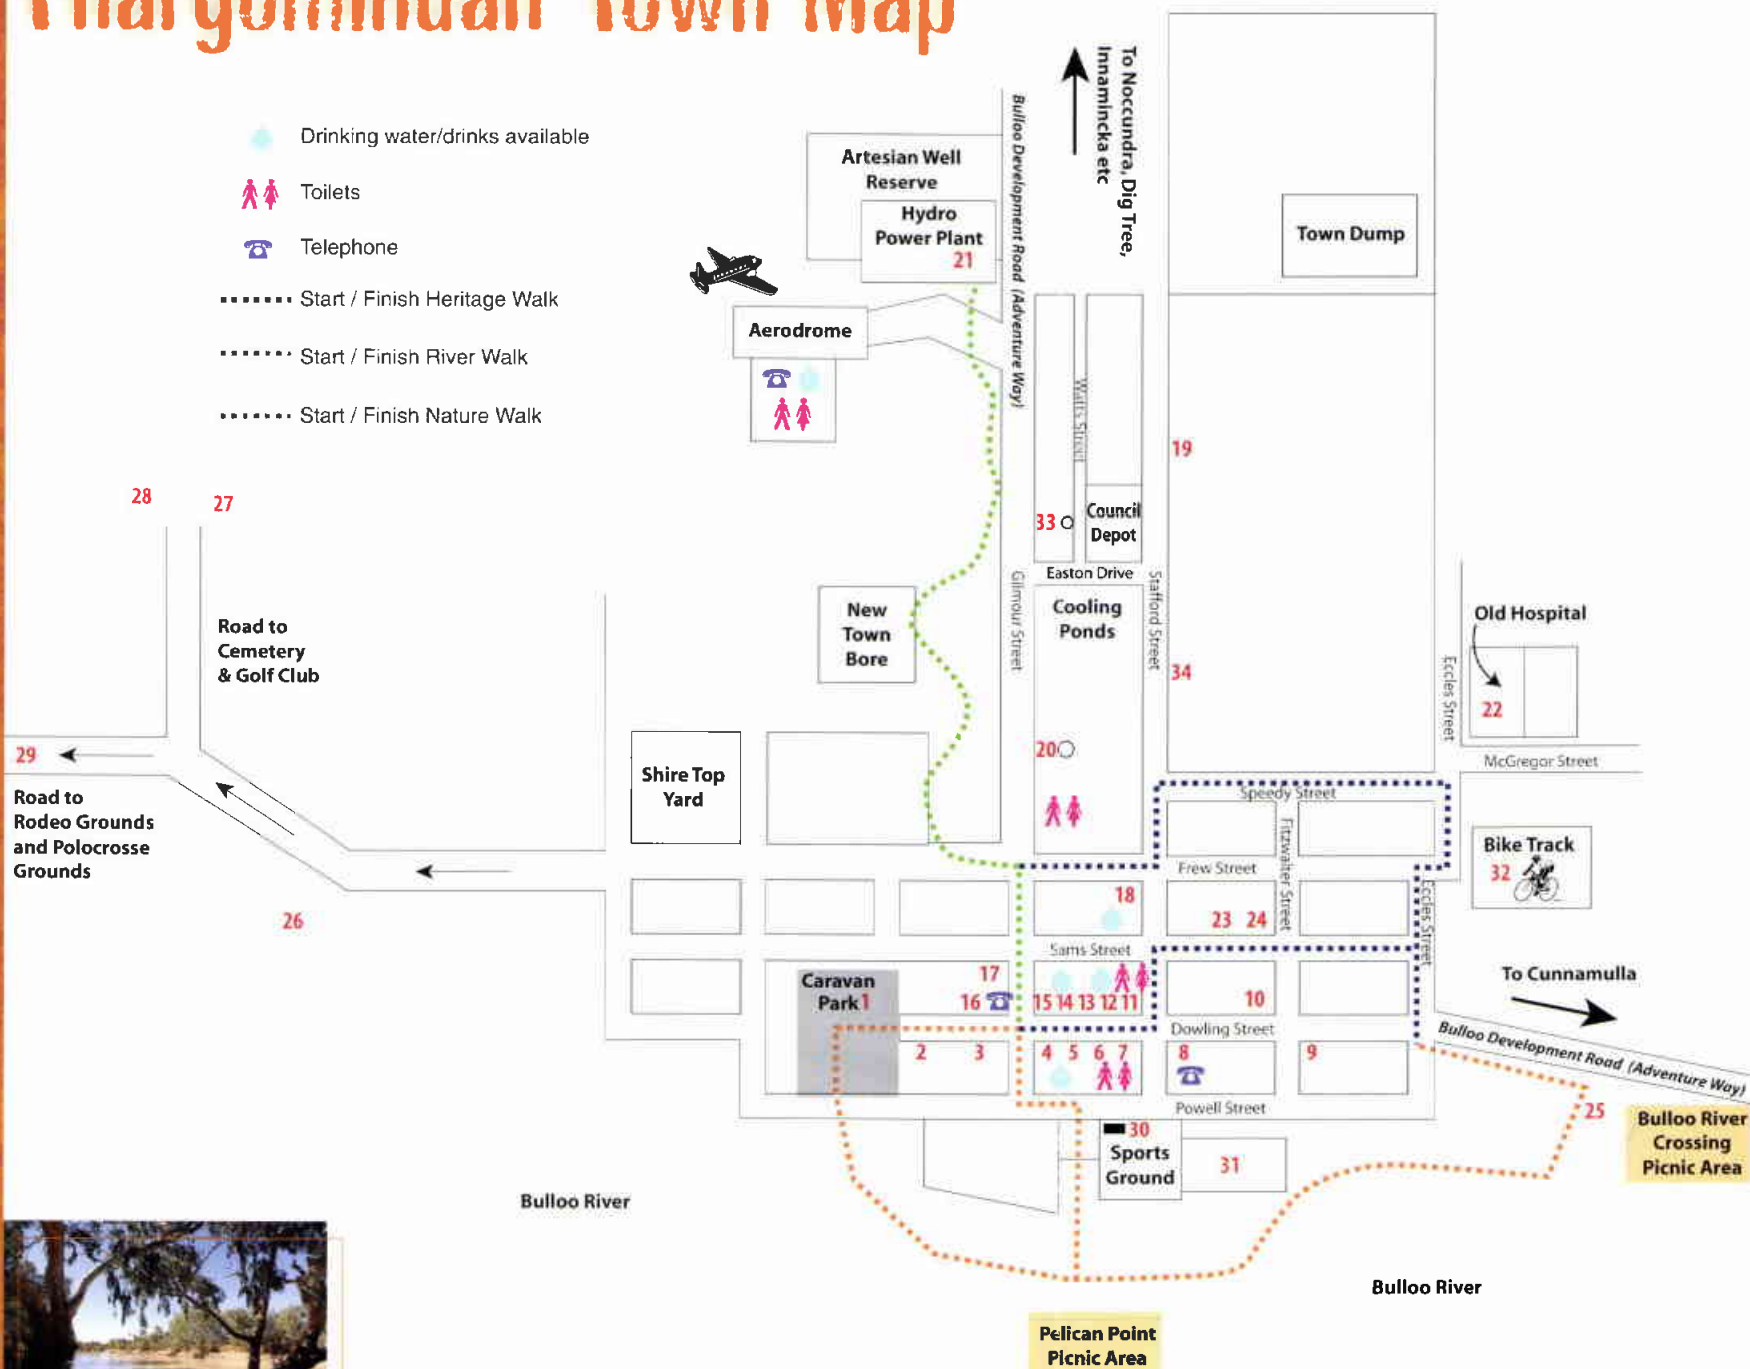 Thargomindah Town Map
Drinking water/drinks available
Toilets
Telephone
Start / Finish Heritage Walk
Start / Finish River Walk
Start / Finish Nature Walk
To Noccundra, Dig Tree,
Innamincka etc
Bulloo Development Road (Adventure Way)
Artesian Well
Reserve
Hydro
Power Plant
21
Town Dump
Aerodrome
Watts Street
19
28
27
33
Council
Depot
Easton Drive
Gilmour Street
Stafford Street
Cooling
Ponds
New
Town
Bore
Old Hospital
Eccles Street
22
34
Road to
Cemetery
& Golf Club
29
20
McGregor Street
Shire Top
Yard
Road to
Rodeo Grounds
and Polocrosse
Grounds
Speedy Street
Fitzwalter Street
Bike Track
32
Frew Street
26
18
23 24
Eccles Street
Sams Street
Caravan
Park 1
17
16
15 14 13 12 11
10
To Cunnamulla
Dowling Street
Bulloo Development Road (Adventure Way)
2
3
4
5
6
7
8
9
Powell Street
25
Bulloo River
Crossing
Picnic Area
30
Sports
Ground
31
Bulloo River
Bulloo River
Pelican Point
Picnic Area